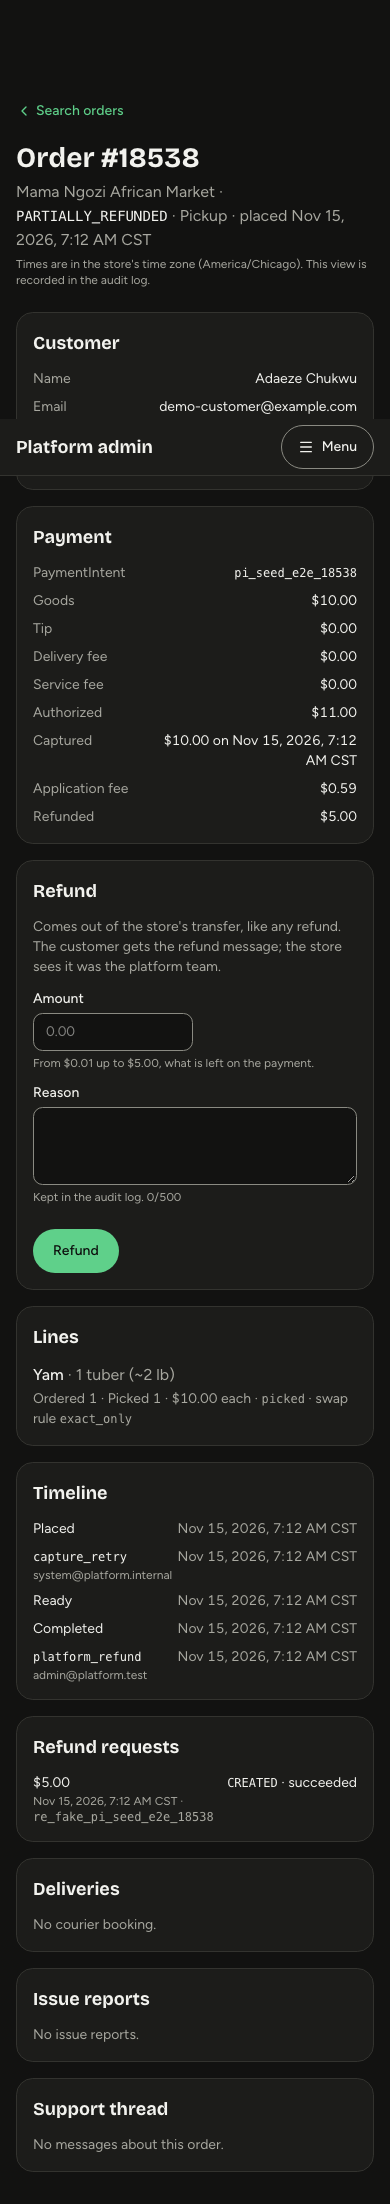 Search orders
Order #18538
Mama Ngozi African Market ·
PARTIALLY_REFUNDED · Pickup · placed Nov 15,
2026, 7:12 AM CST
Times are in the store's time zone (America/Chicago). This view is
recorded in the audit log.
Customer
Name Adaeze Chukwu
Email demo-customer@example.com
Platform admin Menu
Payment
PaymentIntent pi_seed_e2e_18538
Goods $10.00
Tip $0.00
Delivery fee $0.00
Service fee $0.00
Authorized $11.00
Captured $10.00 on Nov 15, 2026, 7:12
AM CST
Application fee $0.59
Refunded $5.00
Refund
Comes out of the store's transfer, like any refund.
The customer gets the refund message; the store
sees it was the platform team.
Amount
0.00
From $0.01 up to $5.00, what is left on the payment.
Reason
Kept in the audit log. 0/500
Refund
Lines
Yam · 1 tuber (~2 lb)
Ordered 1 · Picked 1 · $10.00 each · picked · swap
rule exact_only
Timeline
Placed Nov 15, 2026, 7:12 AM CST
capture_retry Nov 15, 2026, 7:12 AM CST
system@platform.internal
Ready Nov 15, 2026, 7:12 AM CST
Completed Nov 15, 2026, 7:12 AM CST
platform_refund Nov 15, 2026, 7:12 AM CST
admin@platform.test
Refund requests
$5.00 CREATED · succeeded
Nov 15, 2026, 7:12 AM CST ·
re_fake_pi_seed_e2e_18538
Deliveries
No courier booking.
Issue reports
No issue reports.
Support thread
No messages about this order.